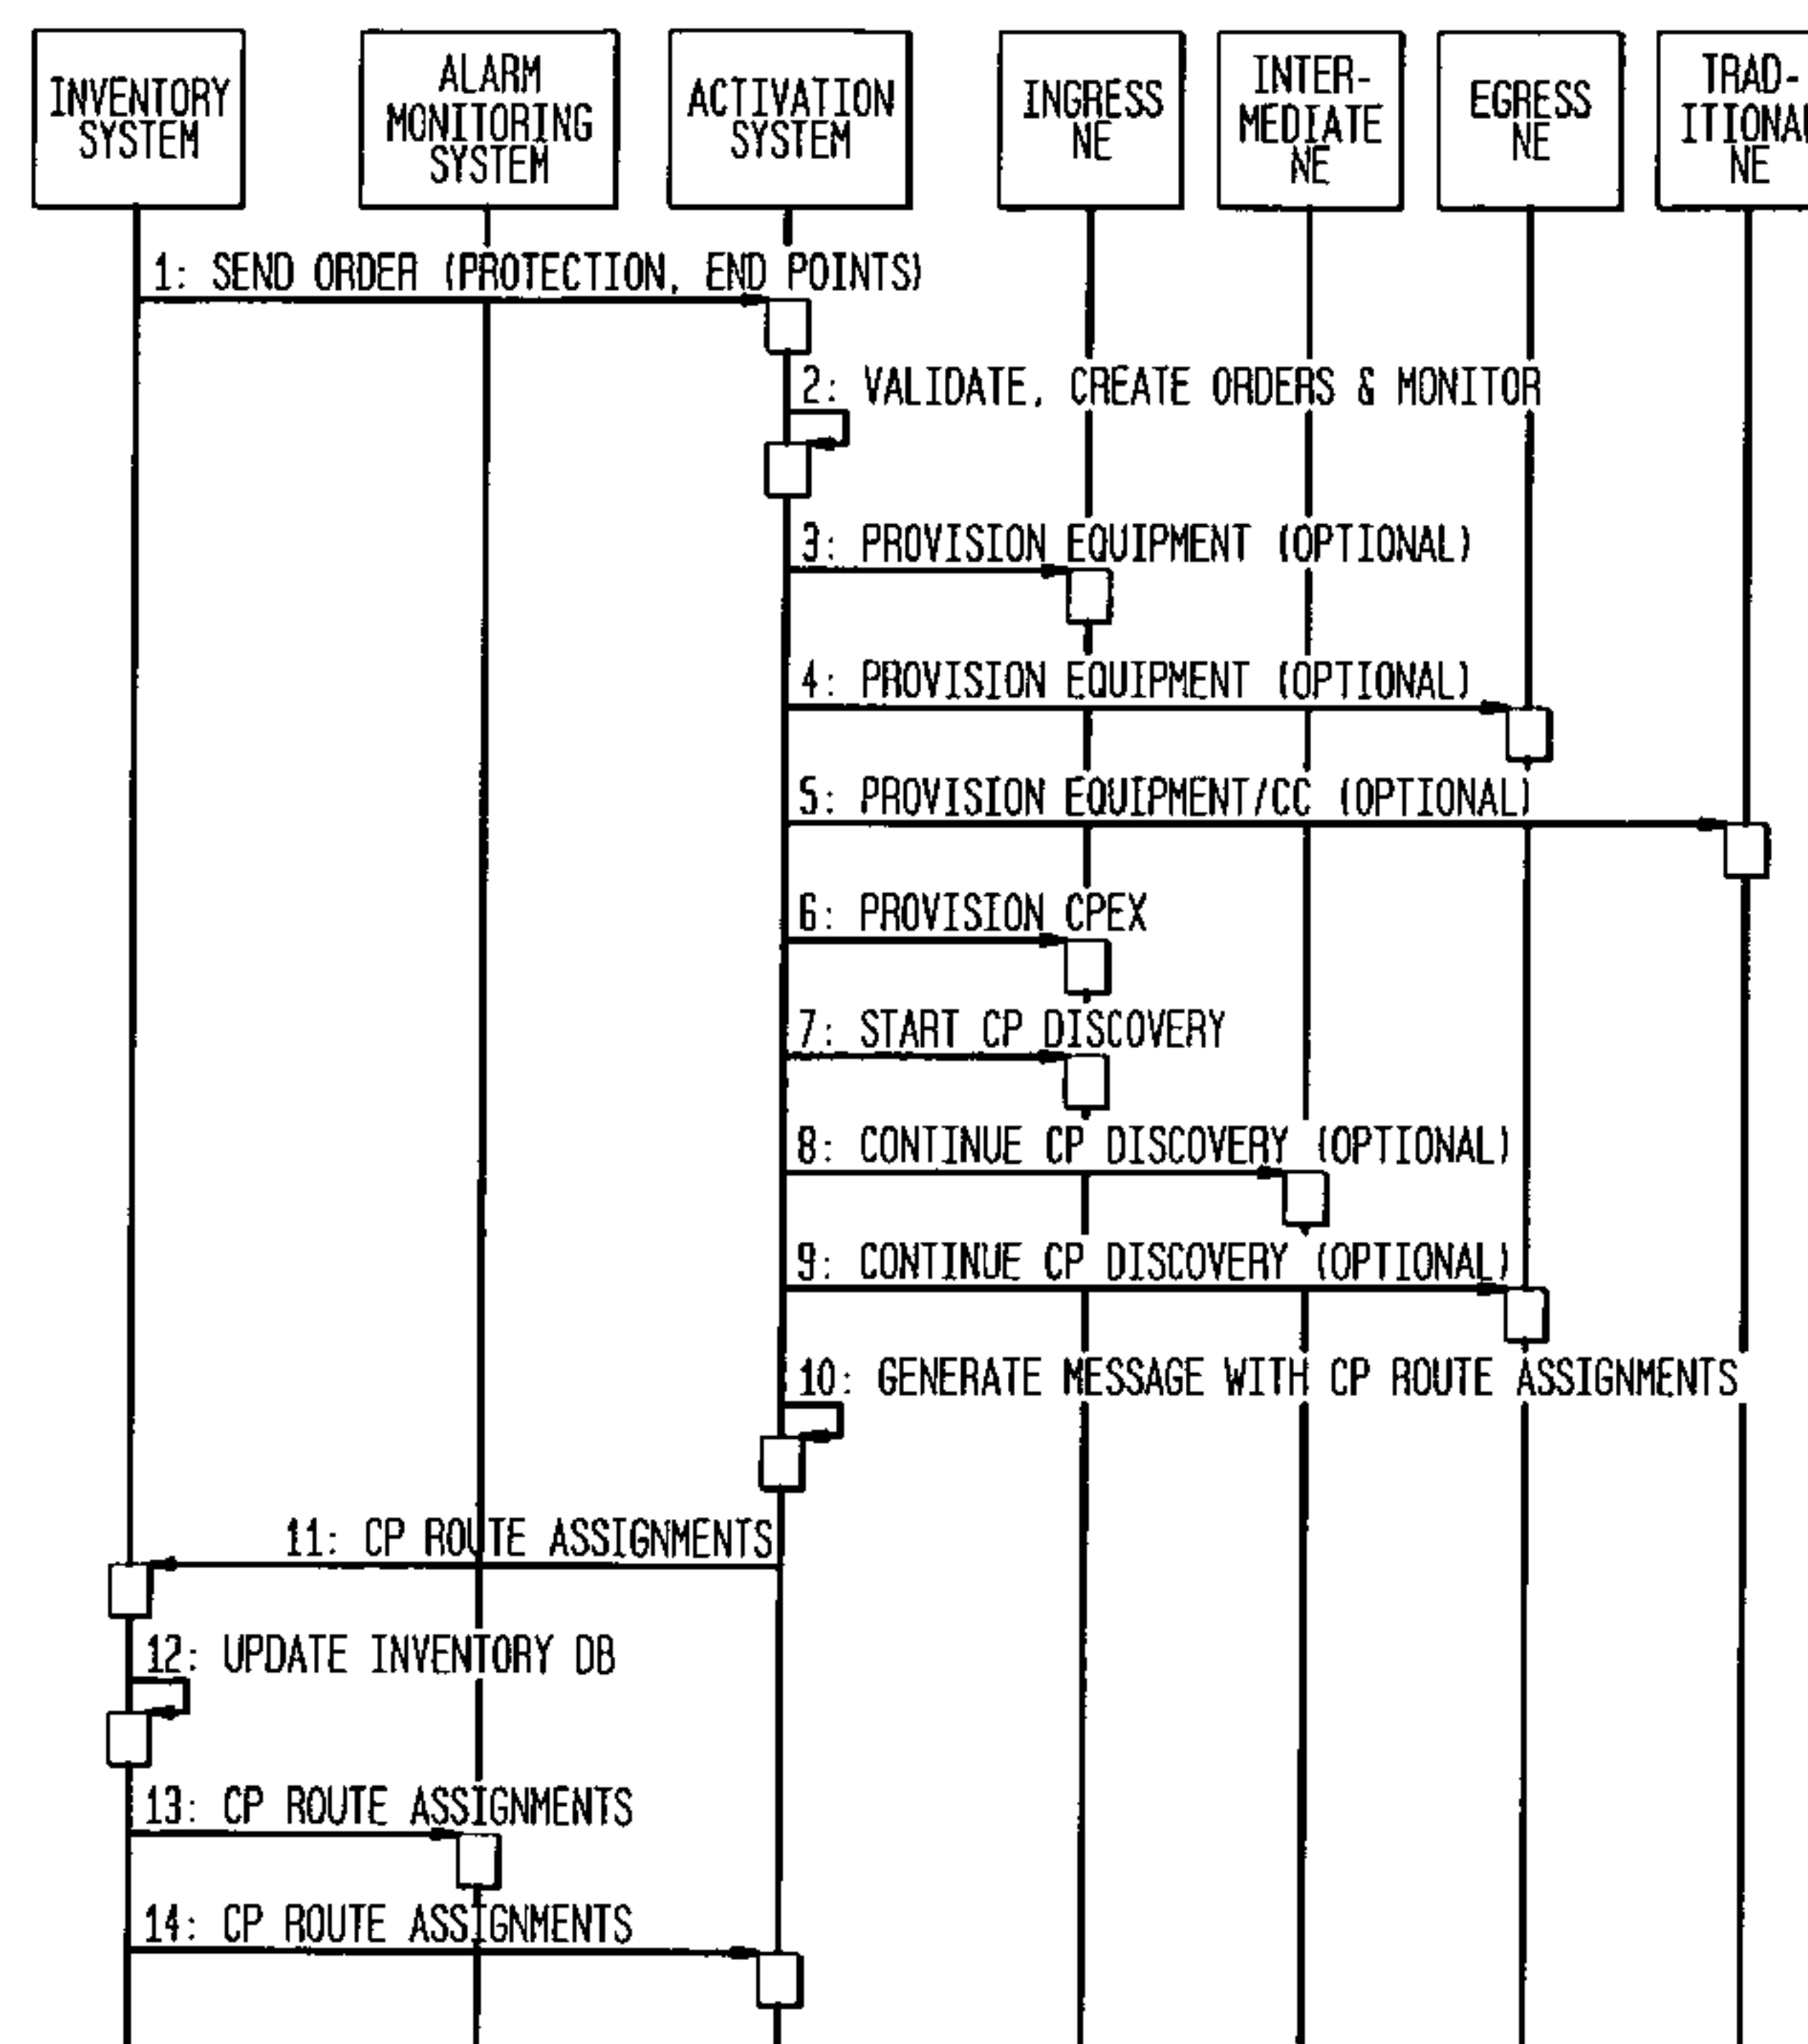 INVENTORY
SYSTEM
ALARM
MONITORING
SYSTEM
ACTIVATION
SYSTEM
INGRESS
NE
INTER-
MEDIATE
NE
EGRESS
NE
TRAD-
ITIONAL
NE
1: SEND ORDER (PROTECTION, END POINTS)
2: VALIDATE, CREATE ORDERS & MONITOR
3: PROVISION EQUIPMENT (OPTIONAL)
4: PROVISION EQUIPMENT (OPTIONAL)
5: PROVISION EQUIPMENT/CC (OPTIONAL)
6: PROVISION CPEX
7: START CP DISCOVERY
8: CONTINUE CP DISCOVERY (OPTIONAL)
9: CONTINUE CP DISCOVERY (OPTIONAL)
10: GENERATE MESSAGE WITH CP ROUTE ASSIGNMENTS
11: CP ROUTE ASSIGNMENTS
12: UPDATE INVENTORY DB
13: CP ROUTE ASSIGNMENTS
14: CP ROUTE ASSIGNMENTS